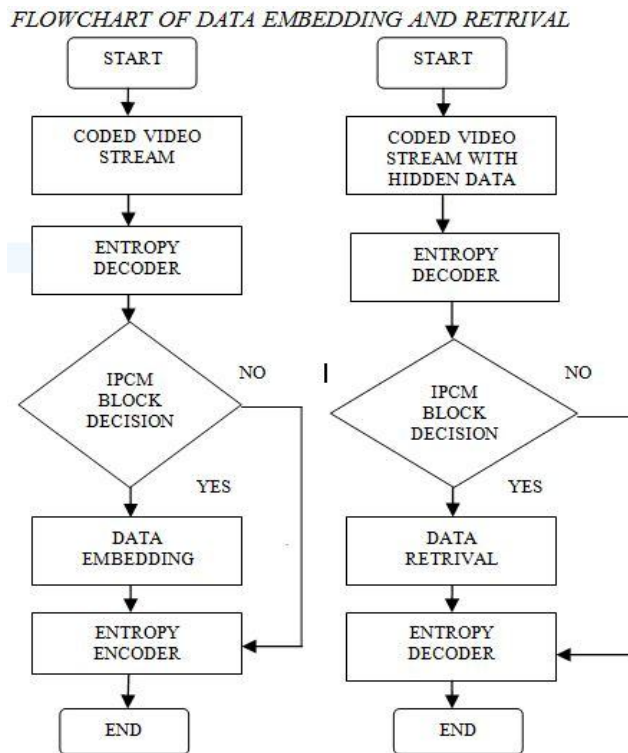 FLOWCHART OF DATA EMBEDDING AND RETRIVAL
START
CODED VIDEO
STREAM
ENTROPY
DECODER
IPCM
BLOCK
DECISION
NO
YES
DATA
EMBEDDING
ENTROPY
ENCODER
END
START
CODED VIDEO
STREAM WITH
HIDDEN DATA
ENTROPY
DECODER
IPCM
BLOCK
DECISION
NO
YES
DATA
RETRIVAL
ENTROPY
DECODER
END